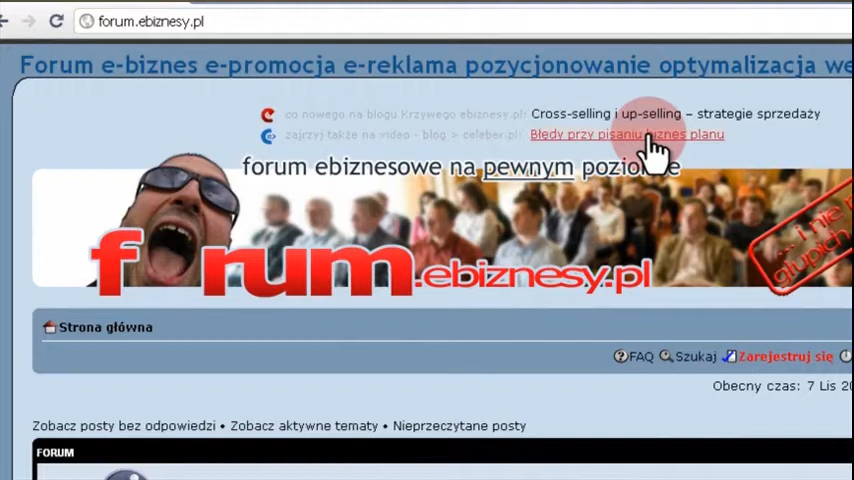 forum.ebiznesy.pl
Forum e-biznes e-promocja e-reklama pozycjonowanie optymalizacja we
co nowego na blogu Krzywego ebiznesy.pl: Cross-selling i up-selling – strategie sprzedaży
zajrzyj także na video - blog > celeber.pl: Błędy przy pisaniu biznes planu
forum ebiznesowe na pewnym poziomie
... i nie
głupich
forum.ebiznesy.pl
Strona główna
FAQ Szukaj Zarejestruj się
Obecny czas: 7 Lis 20
Zobacz posty bez odpowiedzi • Zobacz aktywne tematy • Nieprzeczytane posty
FORUM